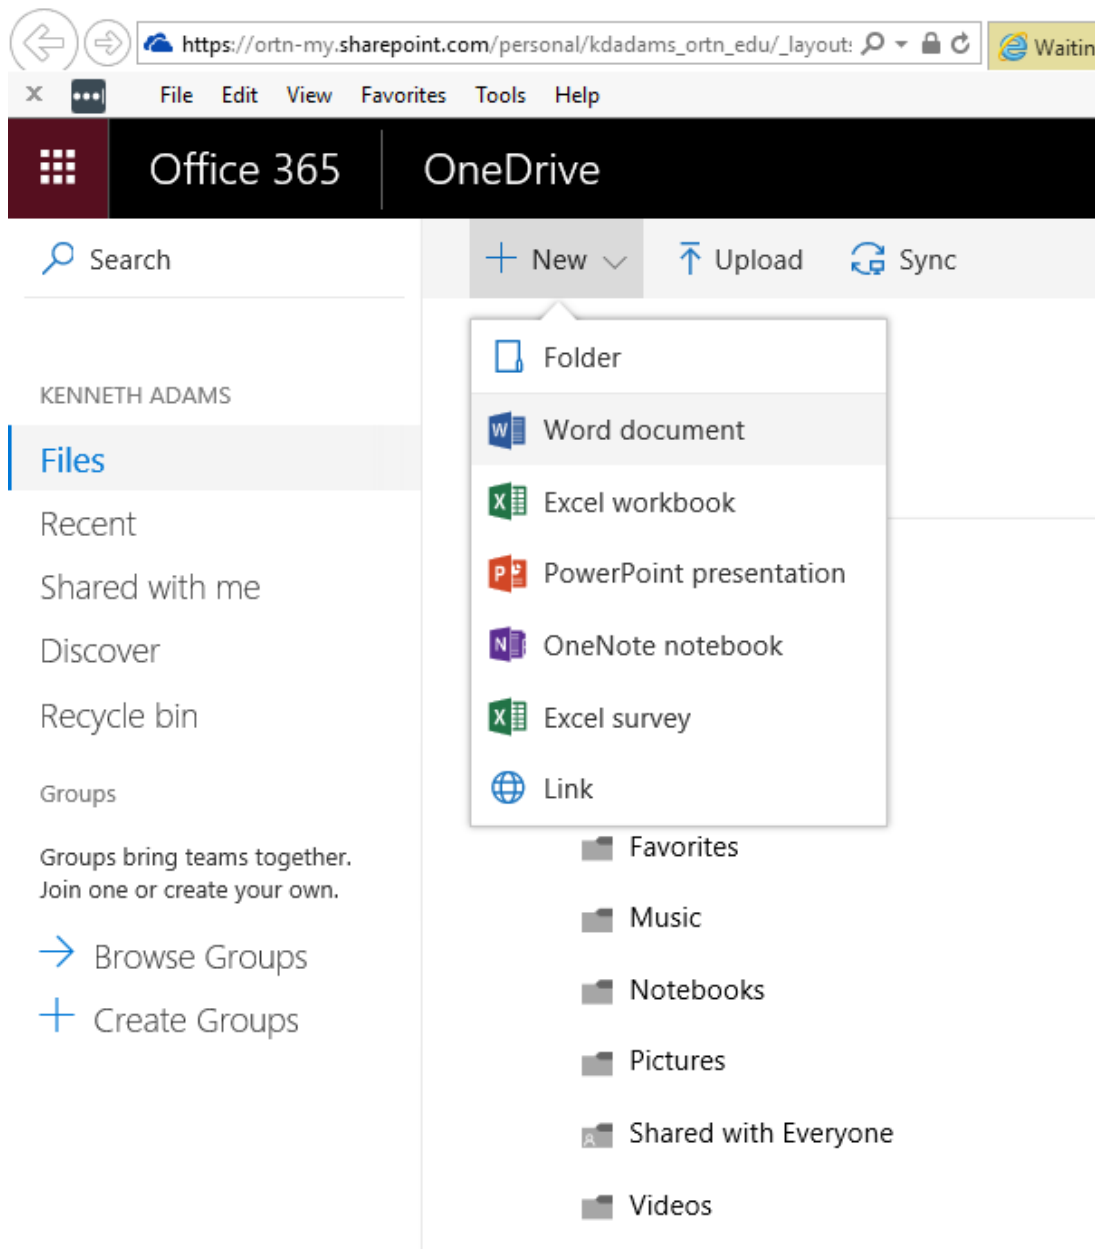 https://ortn-my.sharepoint.com/personal/kdadams_ortn_edu/_layout
Waitin
File Edit View Favorites Tools Help
Office 365 OneDrive
Search
New Upload Sync
Folder
KENNETH ADAMS
Word document
Files
Excel workbook
Recent
PowerPoint presentation
Shared with me
OneNote notebook
Discover
Excel survey
Recycle bin
Link
Groups
Favorites
Groups bring teams together.
Join one or create your own.
Music
Browse Groups
Notebooks
Create Groups
Pictures
Shared with Everyone
Videos